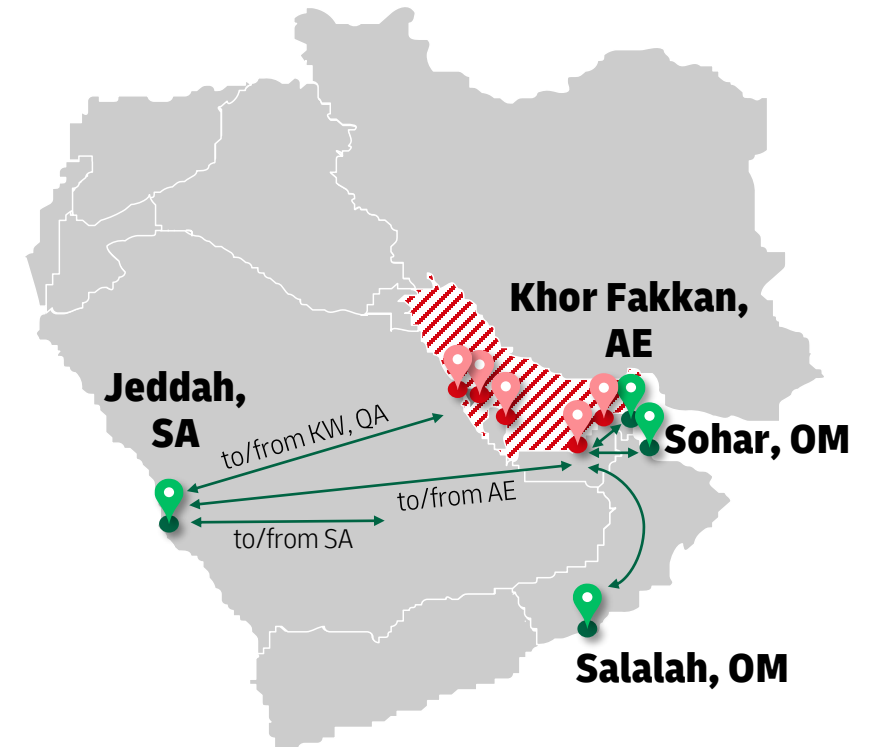 Khor Fakkan,
AE
Jeddah,
SA
to/from KW, QA
Sohar, OM
to/from AE
to/from SA
Salalah, OM